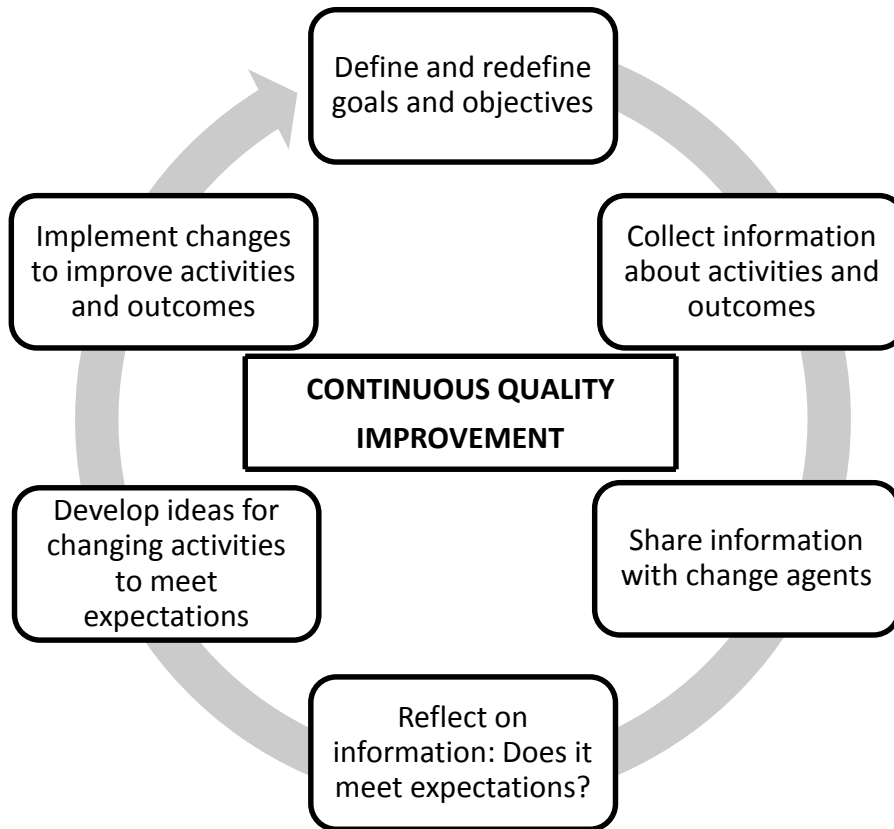 Define and redefine
goals and objectives
Collect information
about activities and
outcomes
Share information
with change agents
Reflect on
information: Does it
meet expectations?
Develop ideas for
changing activities
to meet
expectations
Implement changes
to improve activities
and outcomes
CONTINUOUS QUALITY
IMPROVEMENT